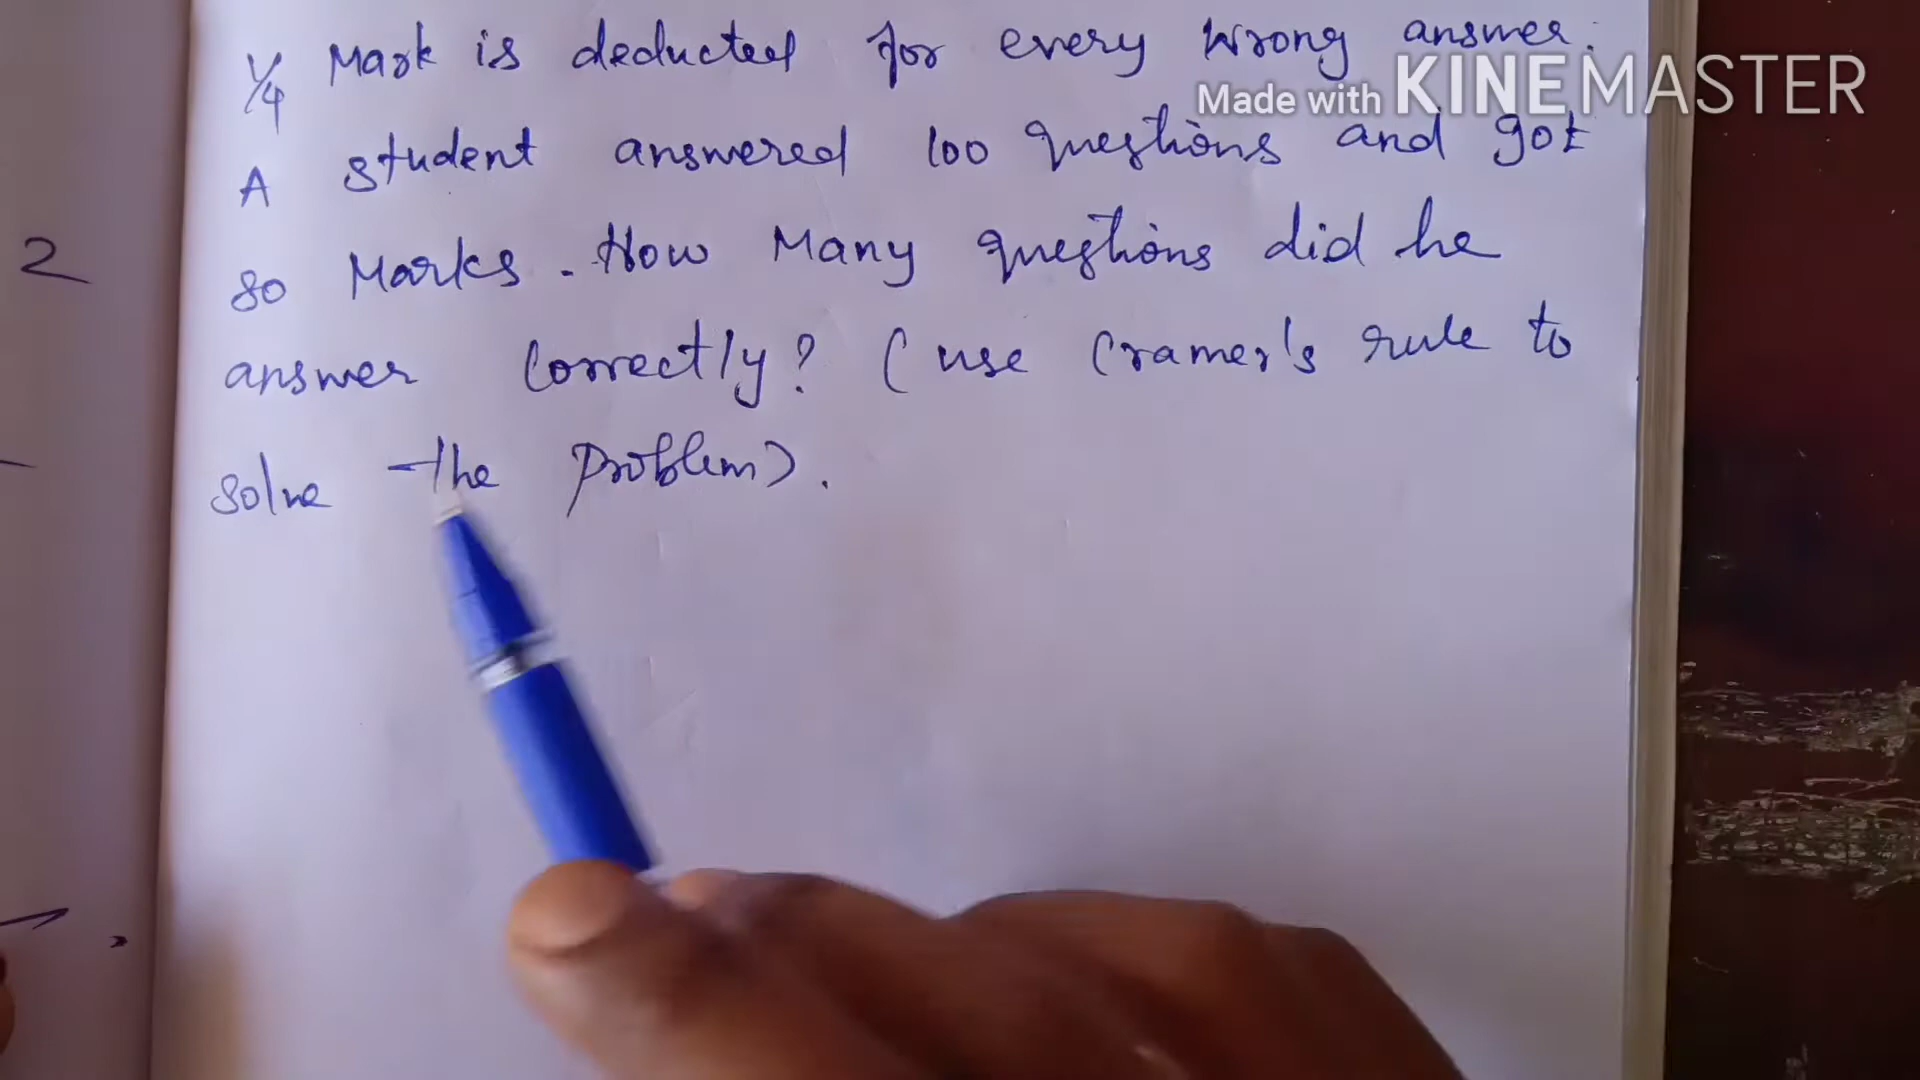 1/4 Mark is deducted for every wrong answer.
Made with KINEMASTER
A student answered 100 questions and got
80 Marks. How Many questions did he
2
answer correctly? (use Cramer's rule to
solve the problem).